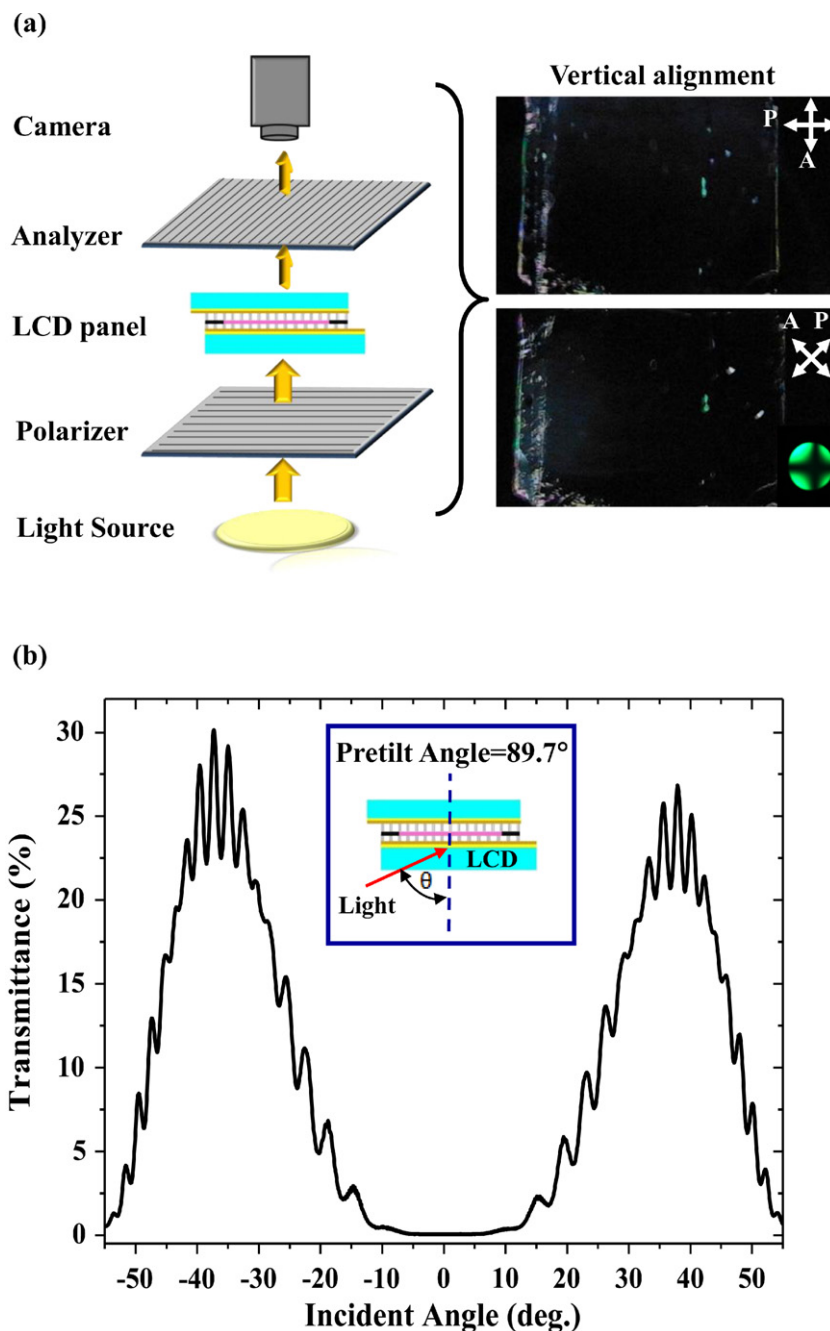 (a)
Vertical alignment
Camera
P
A
Analyzer
LCD panel
A P
Polarizer
Light Source
(b)
Transmittance (%)
30
25
20
15
10
5
0
Pretilt Angle=89.7°
LCD
θ
Light
-50 -40 -30 -20 -10 0 10 20 30 40 50
Incident Angle (deg.)